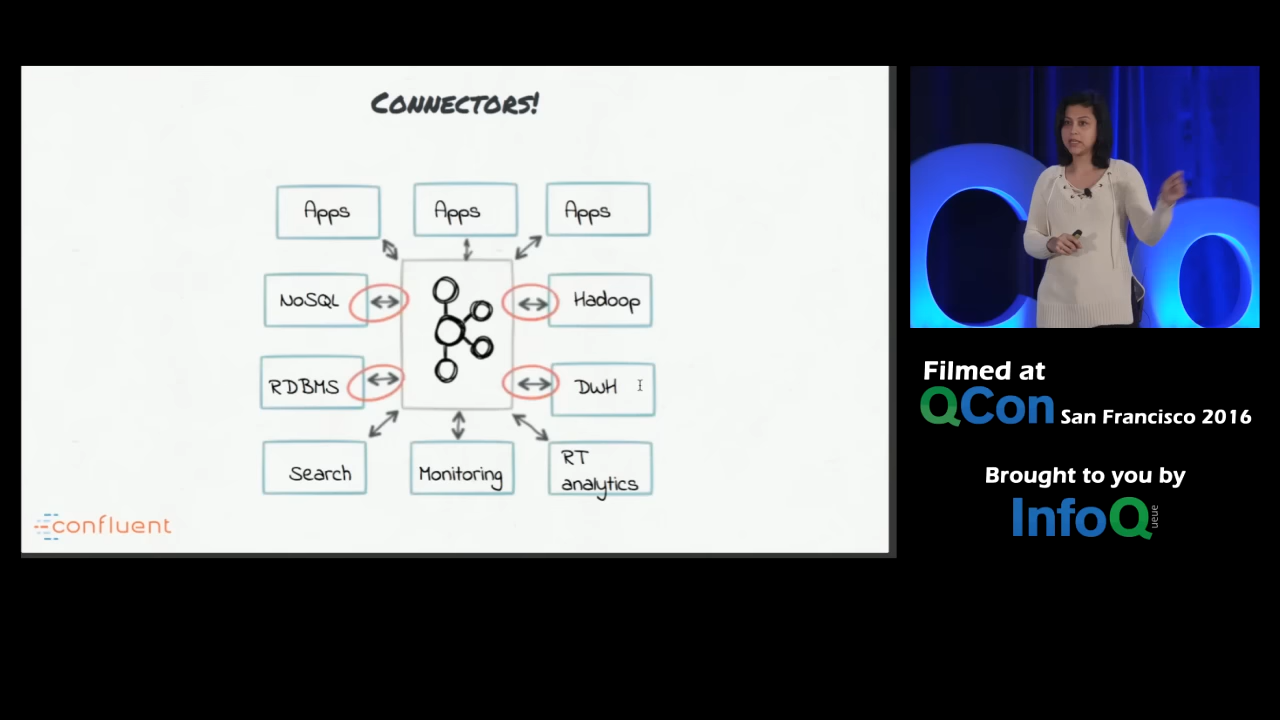 CONNECTORS!
Apps
Apps
Apps
NoSQL
Hadoop
RDBMS
DWH
Search
Monitoring
RT
analytics
confluent
Filmed at
QCon San Francisco 2016
Brought to you by
InfoQ
ueue